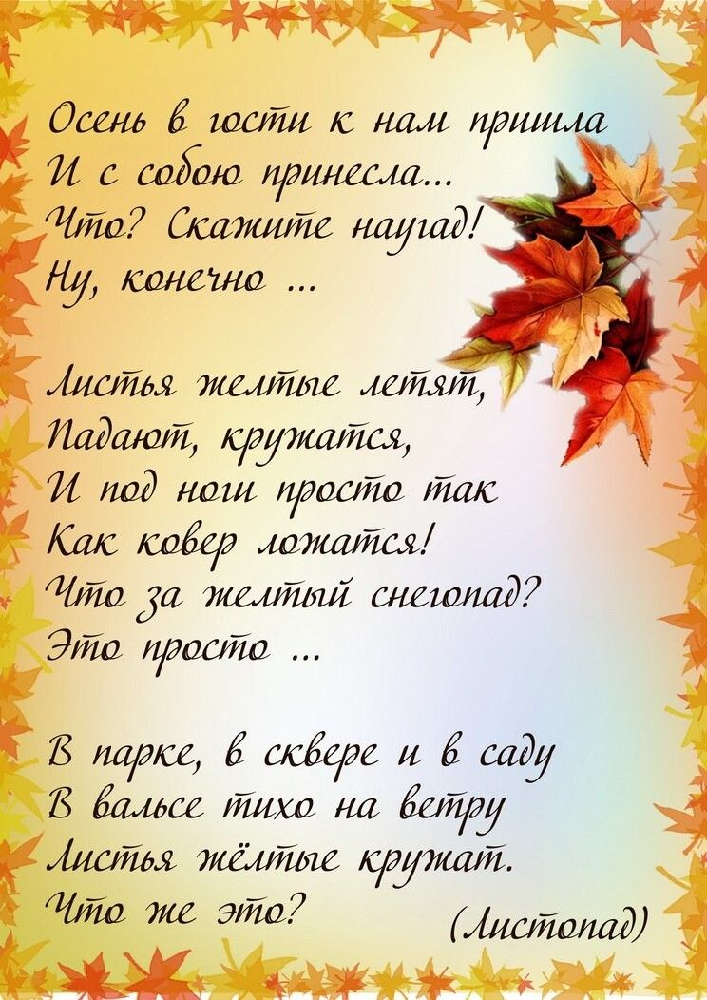 Осень в гости к нам пришла
И с собою принесла...
Что? Скажите наугад!
Ну, конечно ...
Листья желтые летят,
Падают, кружатся,
И под ноги просто так
Как ковер ложатся!
Что за желтый снегопад?
Это просто ...
В парке, в сквере и в саду
В вальсе тихо на ветру
Листья жёлтые кружат.
Что же это? (Листопад)